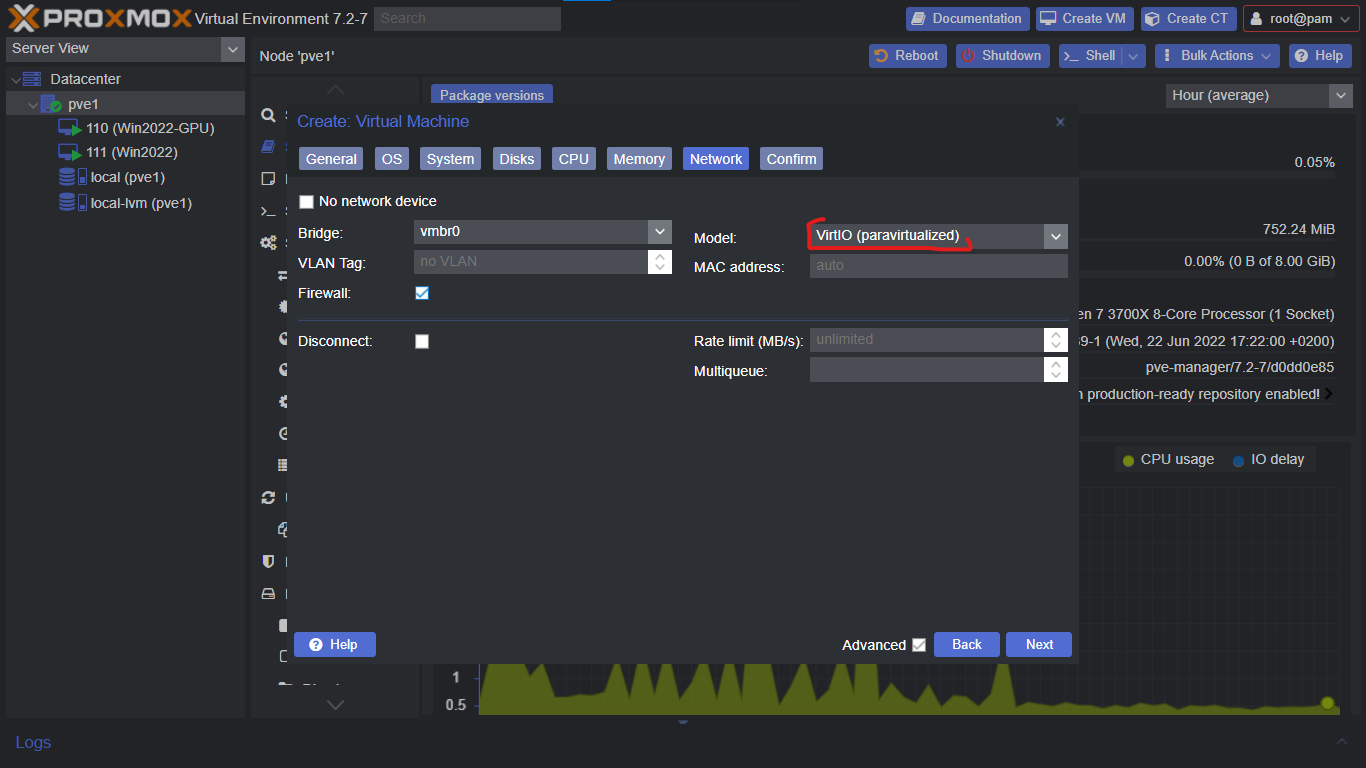 PROXMOX Virtual Environment 7.2-7 Search Documentation Create VM Create CT root@pam
Server View
Node 'pve1' Reboot Shutdown Shell Bulk Actions Help
Datacenter
pve1
110 (Win2022-GPU)
111 (Win2022)
local (pve1)
local-lvm (pve1)
Package versions Hour (average)
Create: Virtual Machine
General OS System Disks CPU Memory Network Confirm
No network device
Bridge: vmbr0
VLAN Tag: no VLAN
Firewall:
Model: VirtIO (paravirtualized)
MAC address: auto
Disconnect:
Rate limit (MB/s): unlimited
Multiqueue:
Help Advanced Back Next
0.05%
752.24 MiB
0.00% (0 B of 8.00 GiB)
en 7 3700X 8-Core Processor (1 Socket)
9-1 (Wed, 22 Jun 2022 17:22:00 +0200)
pve-manager/7.2-7/d0dd0e85
production-ready repository enabled!
CPU usage IO delay
1
0.5
Logs